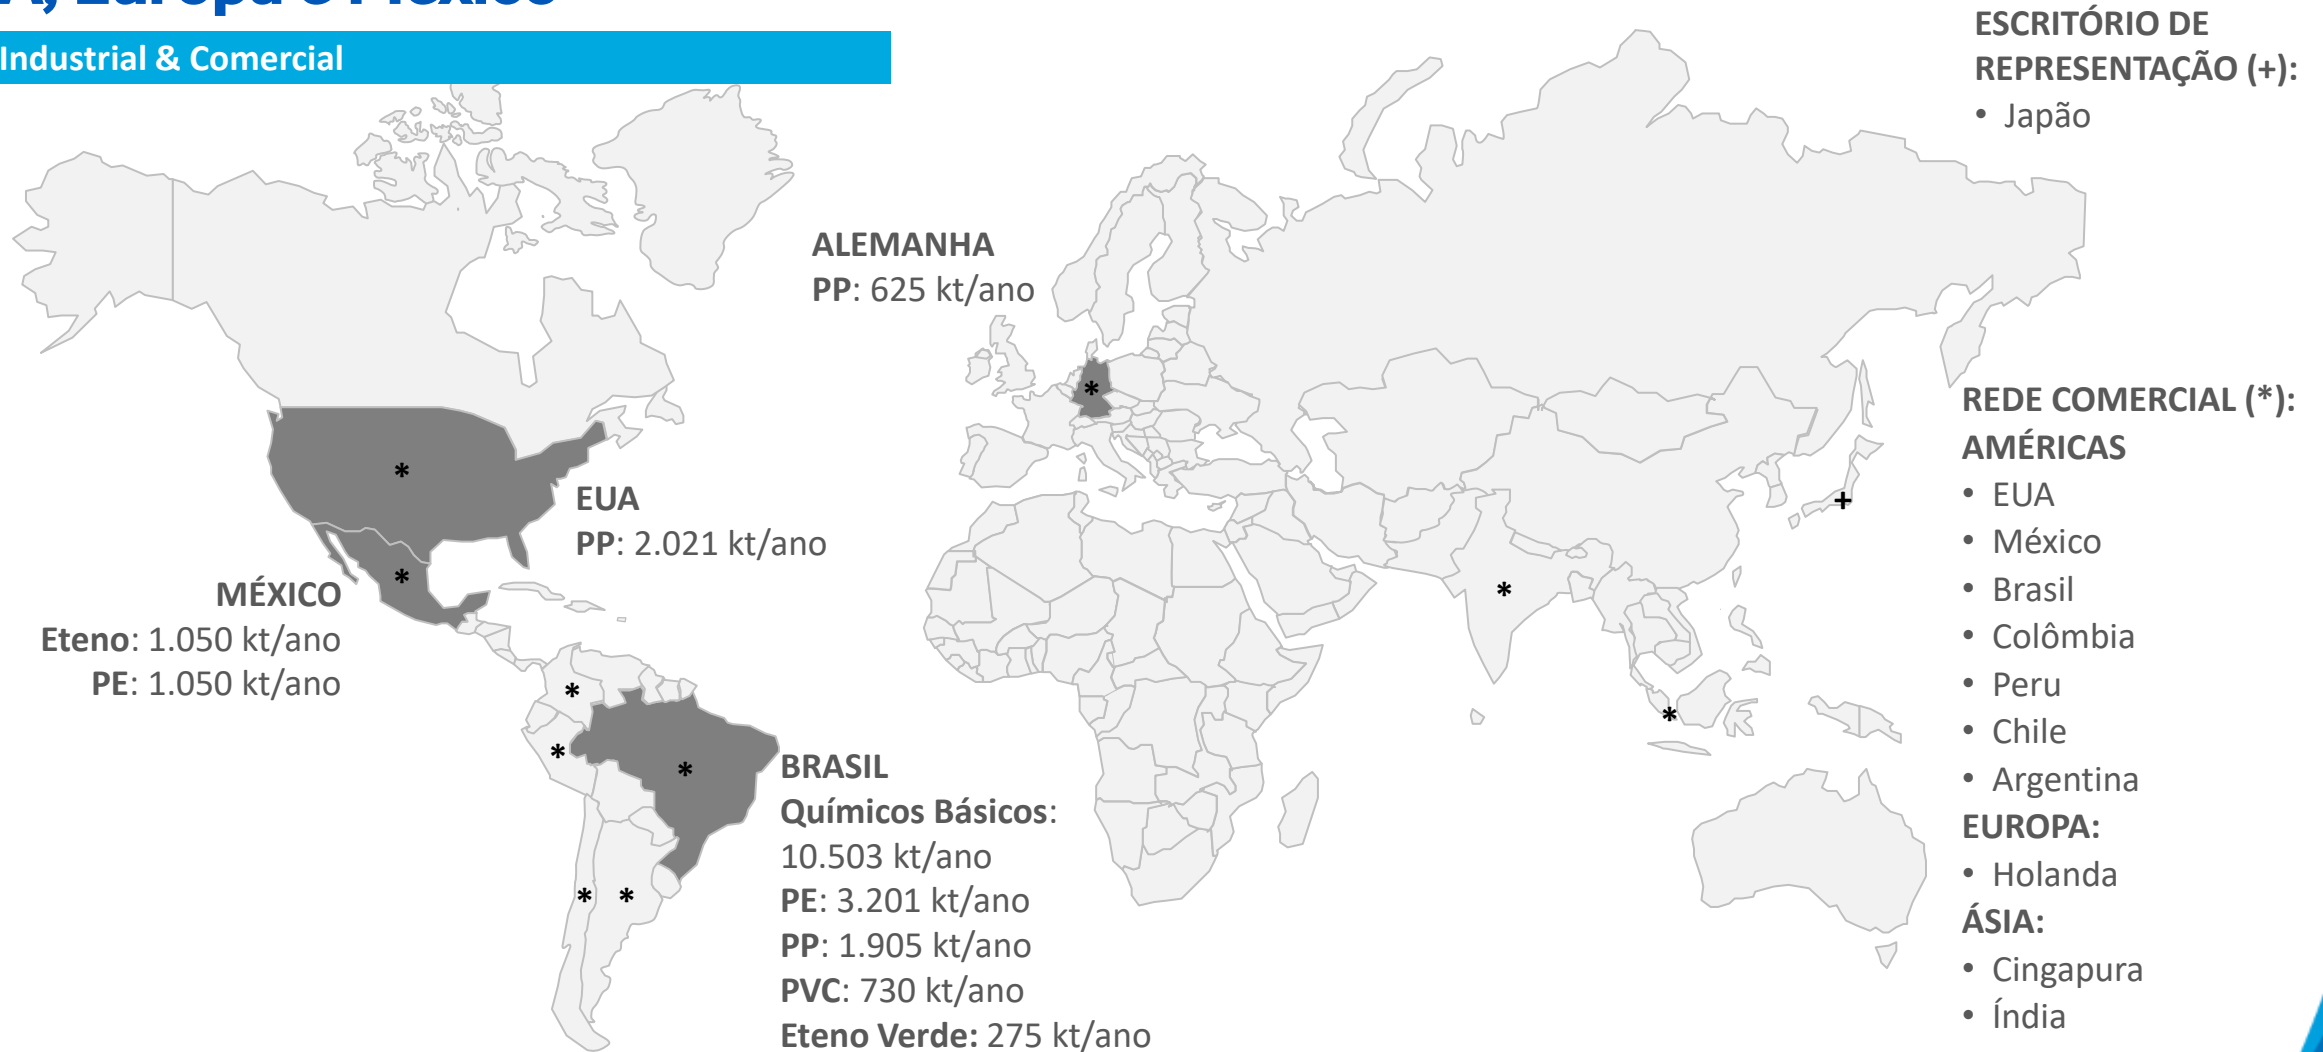 A, Europa e México
Industrial & Comercial
ESCRITÓRIO DE
REPRESENTAÇÃO (+):
• Japão
ALEMANHA
PP: 625 kt/ano
EUA
PP: 2.021 kt/ano
MÉXICO
Eteno: 1.050 kt/ano
PE: 1.050 kt/ano
BRASIL
Químicos Básicos:
10.503 kt/ano
PE: 3.201 kt/ano
PP: 1.905 kt/ano
PVC: 730 kt/ano
Eteno Verde: 275 kt/ano
REDE COMERCIAL (*):
AMÉRICAS
• EUA
• México
• Brasil
• Colômbia
• Peru
• Chile
• Argentina
EUROPA:
• Holanda
ÁSIA:
• Cingapura
• Índia